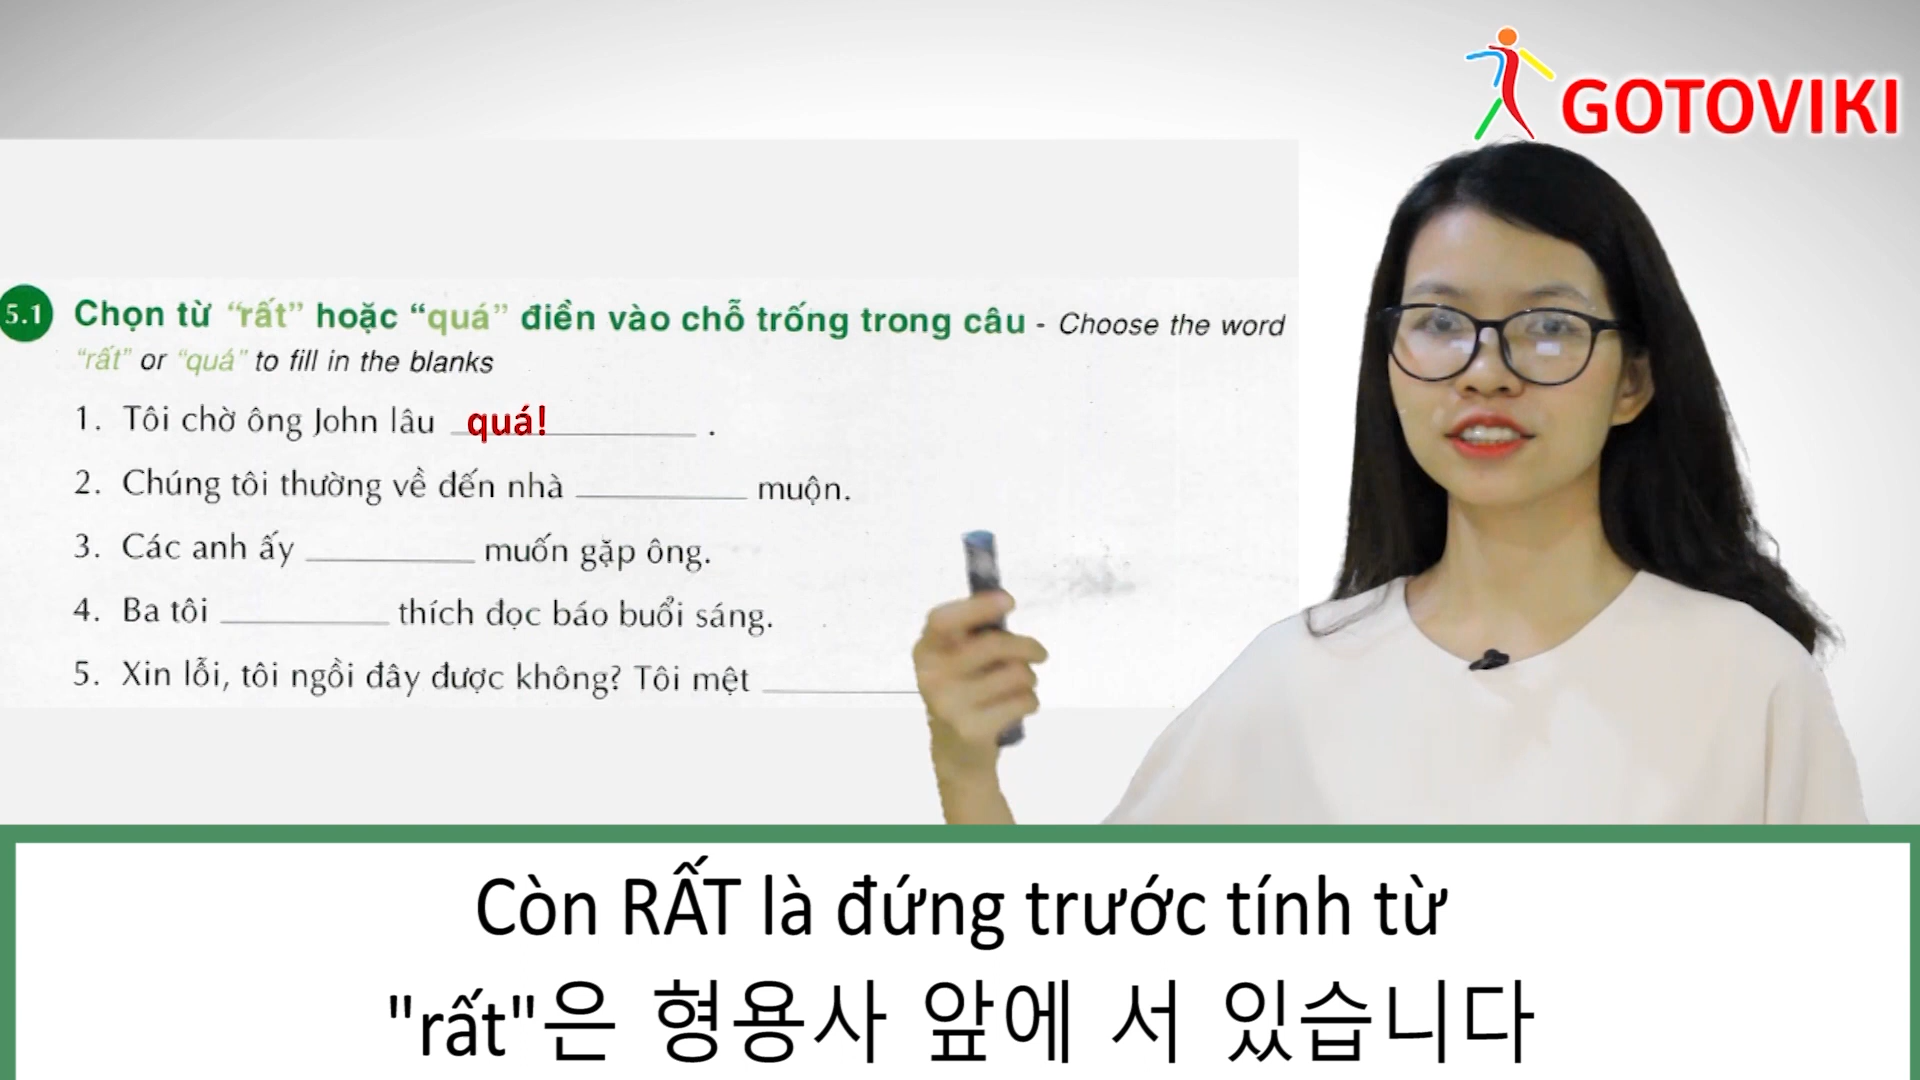 GOTOVIKI
5.1 Chọn từ “rất” hoặc “quá” điền vào chỗ trống trong câu - Choose the word
“rất” or “quá” to fill in the blanks
1. Tôi chờ ông John lâu quá! .
2. Chúng tôi thường về đến nhà ________ muộn.
3. Các anh ấy ________ muốn gặp ông.
4. Ba tôi ________ thích đọc báo buổi sáng.
5. Xin lỗi, tôi ngồi đây được không? Tôi mệt ________
Còn RẤT là đứng trước tính từ
"rất"은 형용사 앞에 서 있습니다